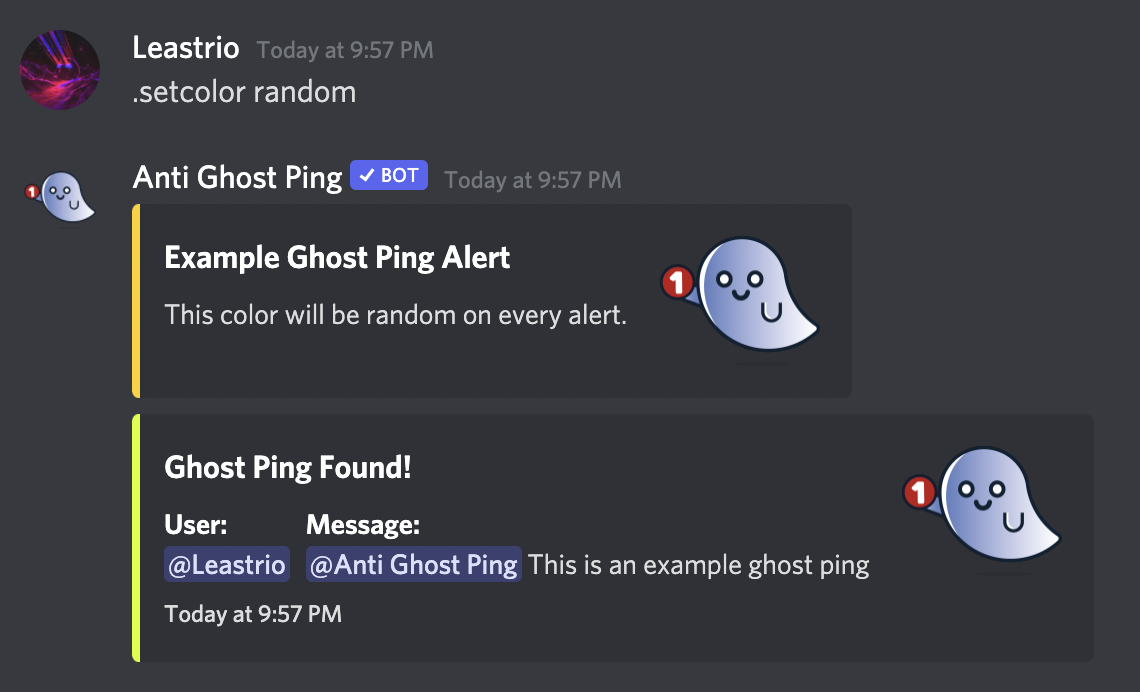 Leastrio Today at 9:57 PM
.setcolor random
1
Anti Ghost Ping BOT Today at 9:57 PM
Example Ghost Ping Alert
1
This color will be random on every alert.
Ghost Ping Found!
1
User: Message:
@Leastrio @Anti Ghost Ping This is an example ghost ping
Today at 9:57 PM